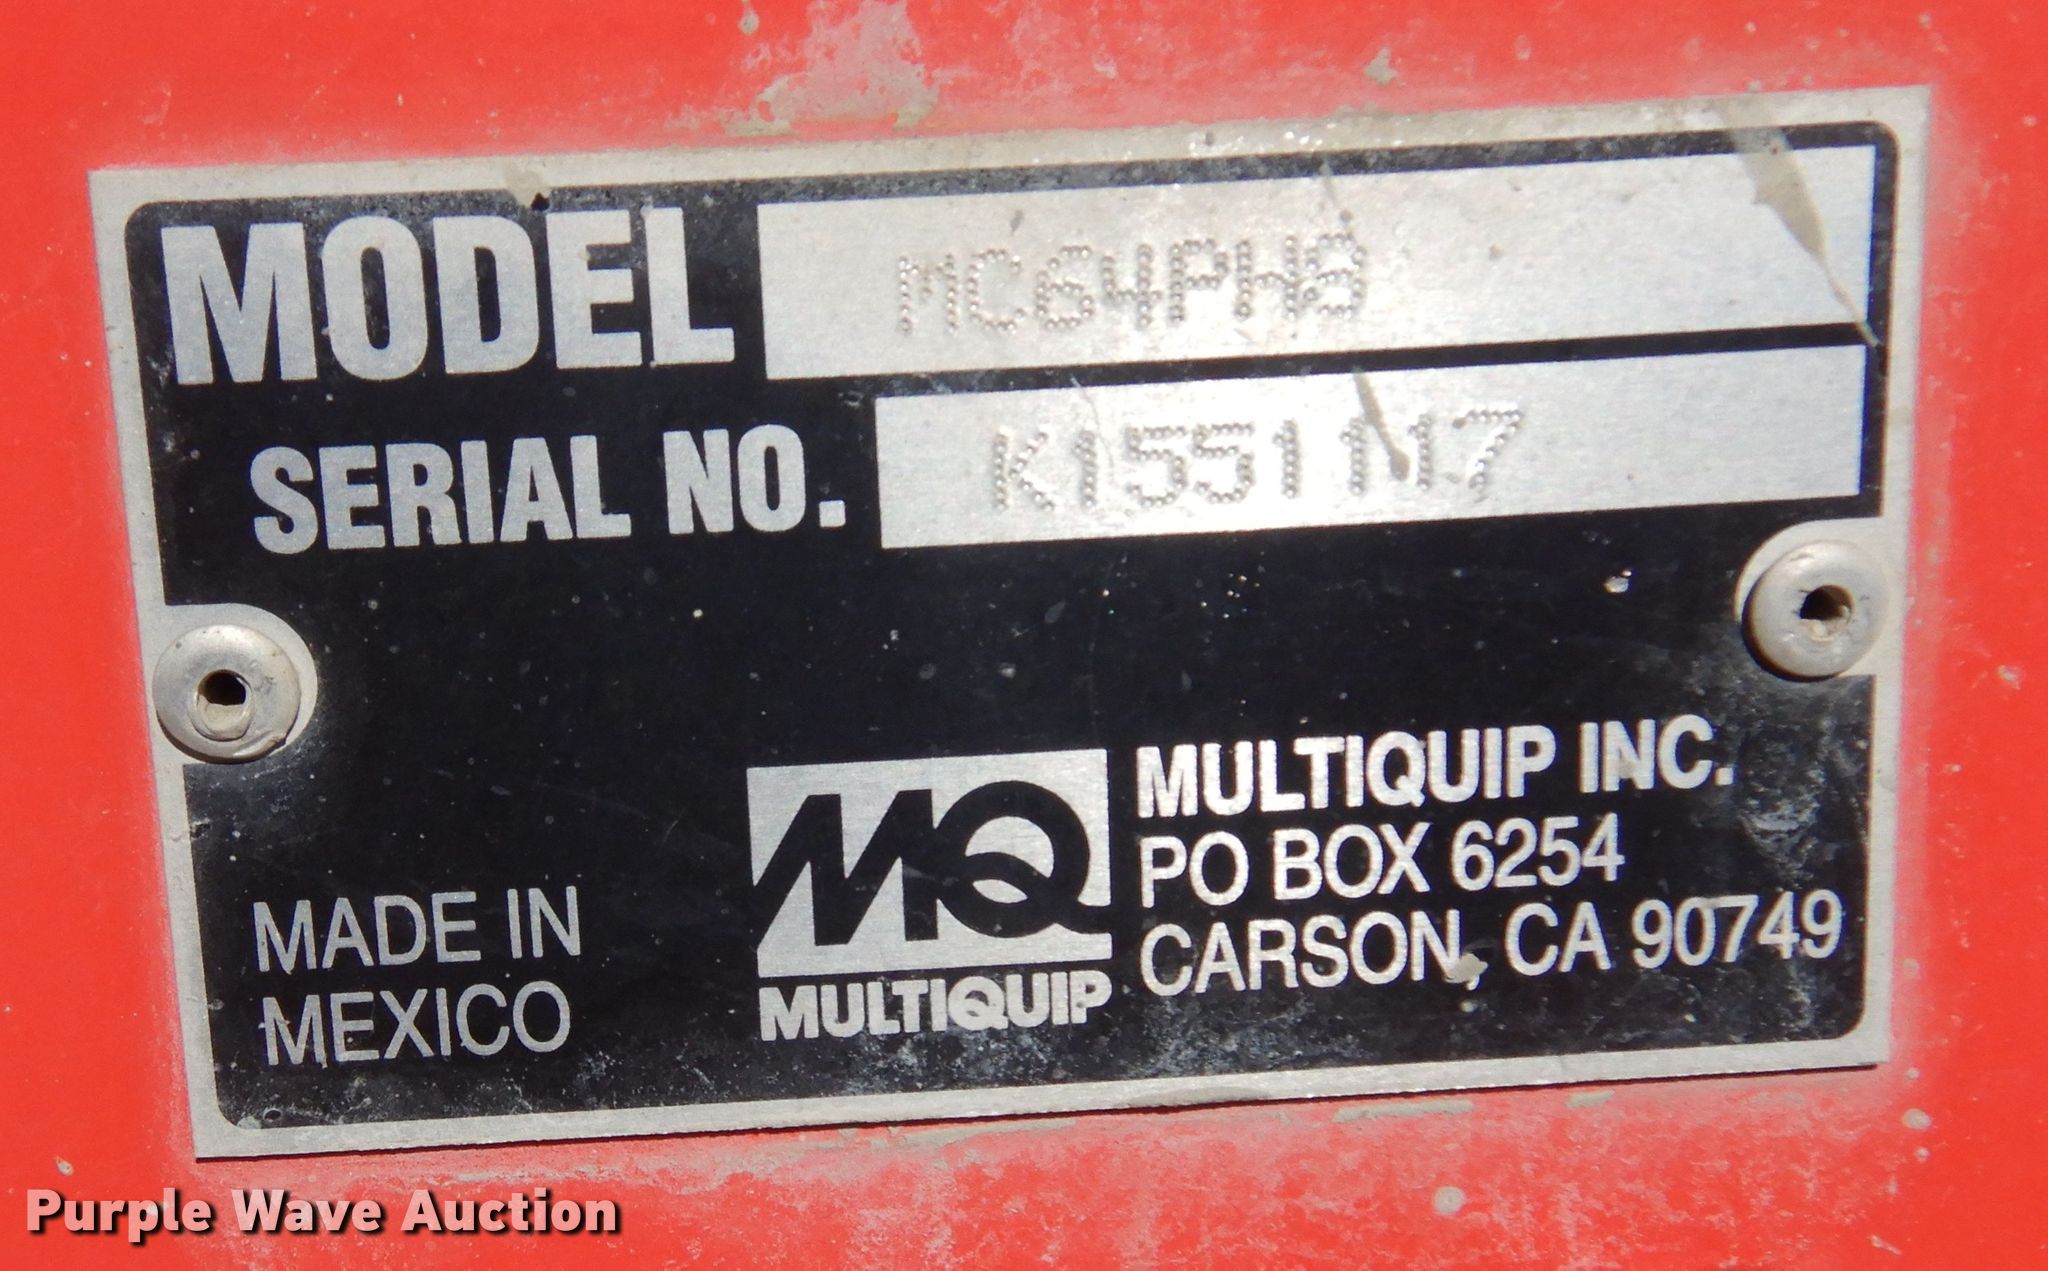 MODEL MC64PH8
SERIAL NO. K1551117
MADE IN
MEXICO
MQ
MULTIQUIP
MULTIQUIP INC.
PO BOX 6254
CARSON, CA 90749
Purple Wave Auction